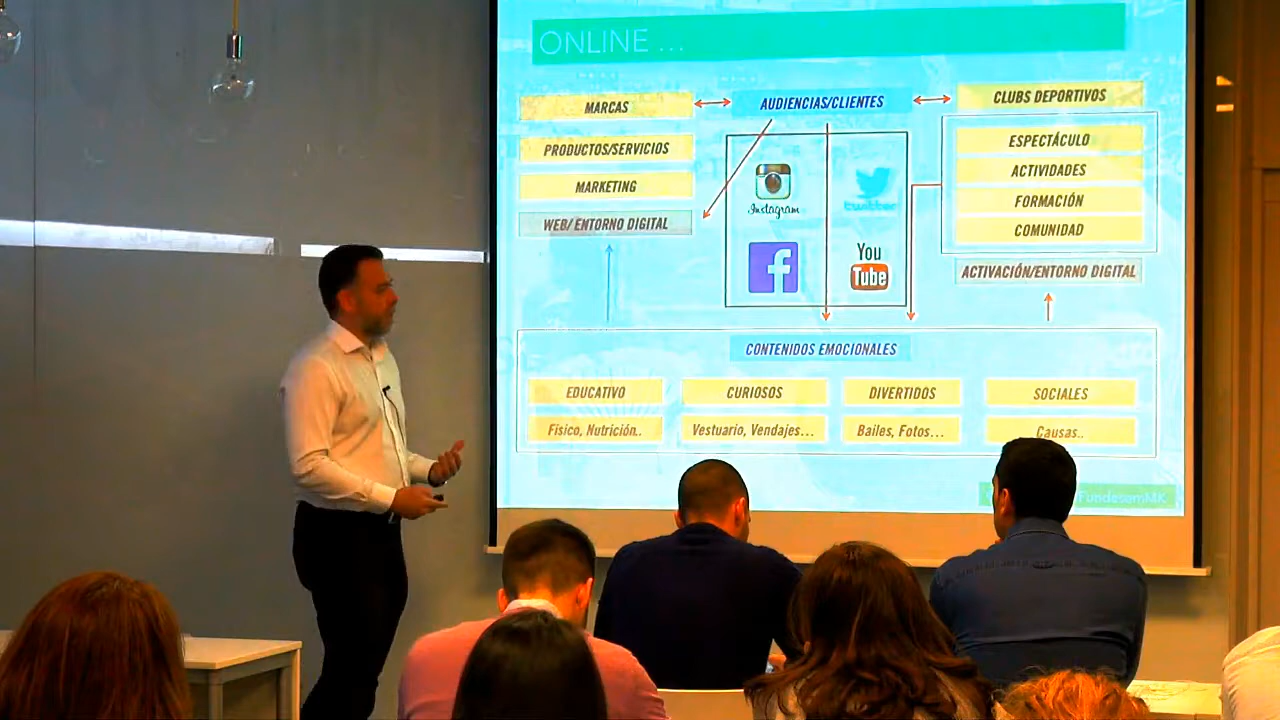 ONLINE ...
MARCAS
AUDIENCIAS/CLIENTES
CLUBS DEPORTIVOS
PRODUCTOS/SERVICIOS
MARKETING
WEB/ ENTORNO DIGITAL
Instagram
twitter
f
You
Tube
ESPECTÁCULO
ACTIVIDADES
FORMACIÓN
COMUNIDAD
ACTIVACIÓN/ENTORNO DIGITAL
CONTENIDOS EMOCIONALES
EDUCATIVO
CURIOSOS
DIVERTIDOS
SOCIALES
Físico, Nutrición..
Vestuario, Vendajes...
Bailes, Fotos...
Causas..
FundesemMK